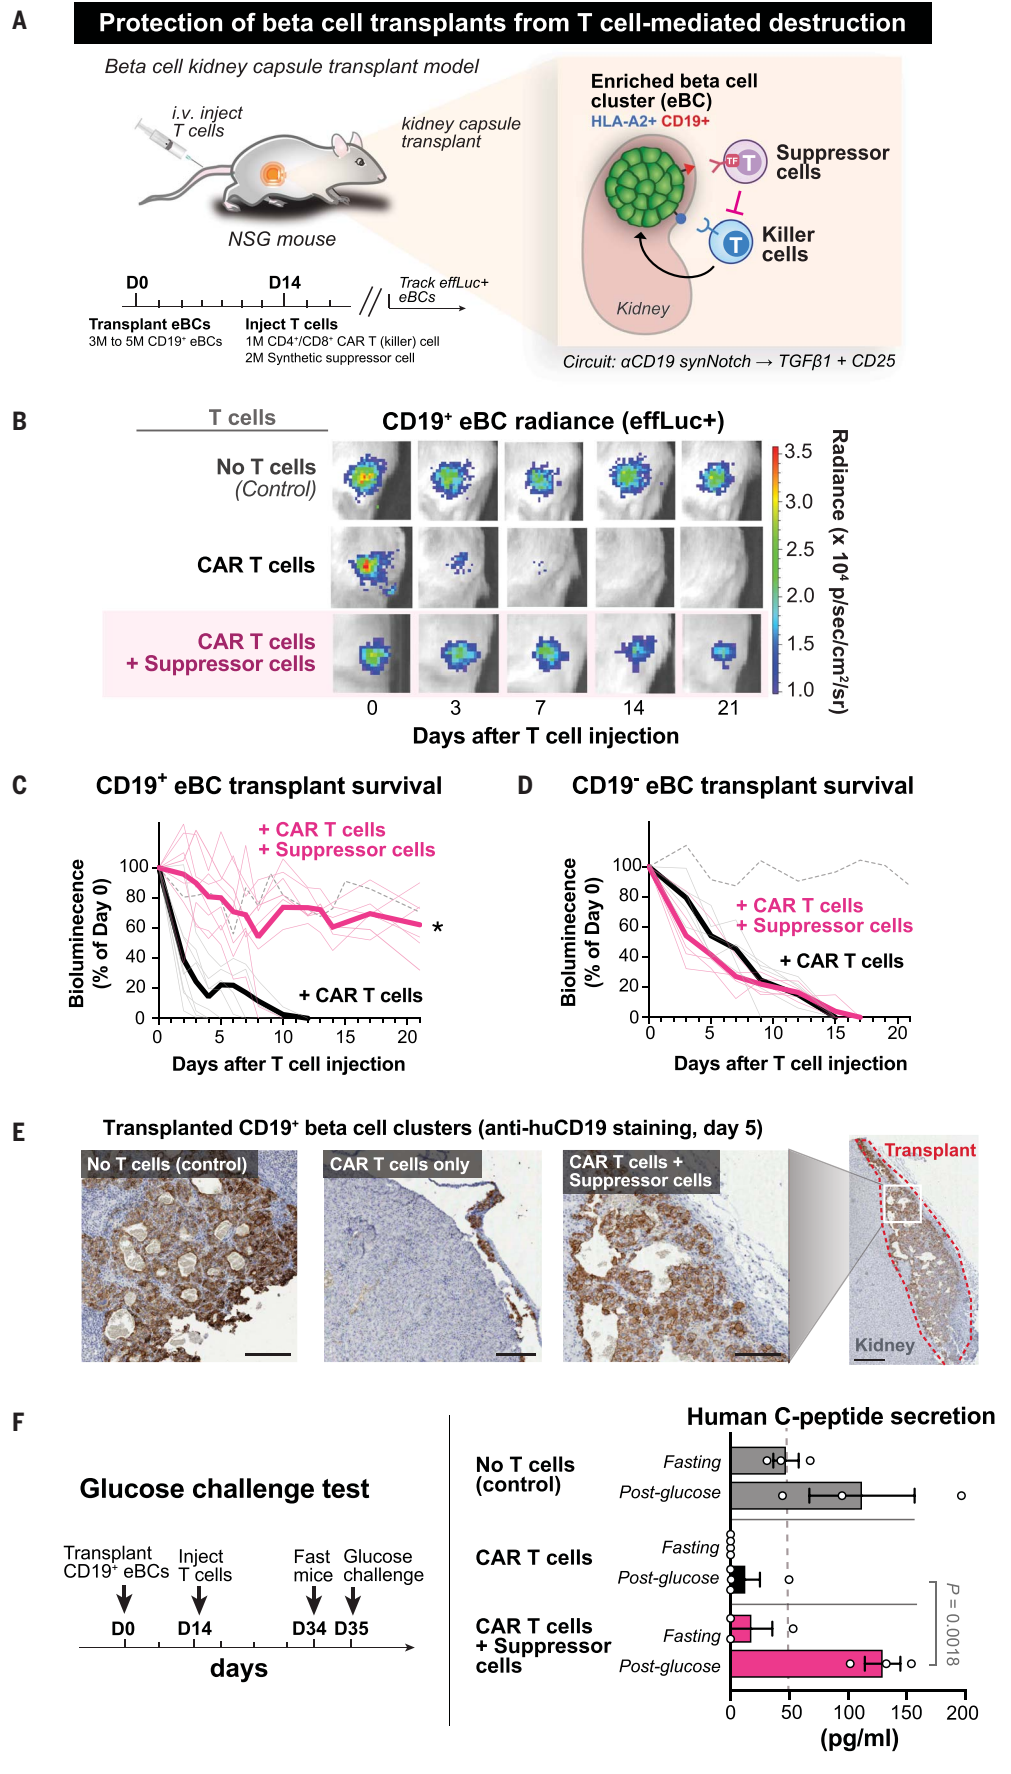 A
Protection of beta cell transplants from T cell-mediated destruction
Beta cell kidney capsule transplant model
i.v. inject
T cells
kidney capsule
transplant
NSG mouse
D0
D14
Track effLuc+
eBCs
Transplant eBCs
3M to 5M CD19⁺ eBCs
Inject T cells
1M CD4⁺/CD8⁺ CAR T (killer) cell
2M Synthetic suppressor cell
Enriched beta cell
cluster (eBC)
HLA-A2+ CD19+
TF
T
Suppressor
cells
T
Killer
cells
Kidney
Circuit: αCD19 synNotch → TGFβ1 + CD25
B
T cells
CD19⁺ eBC radiance (effLuc+)
No T cells
(Control)
CAR T cells
CAR T cells
+ Suppressor cells
0 3 7 14 21
Days after T cell injection
3.5
3.0
2.5
2.0
1.5
1.0
Radiance (x 10⁴ p/sec/cm²/sr)
C
CD19⁺ eBC transplant survival
+ CAR T cells
+ Suppressor cells
+ CAR T cells
*
Bioluminecence
(% of Day 0)
100
80
60
40
20
0
0 5 10 15 20
Days after T cell injection
D
CD19⁻ eBC transplant survival
+ CAR T cells
+ Suppressor cells
+ CAR T cells
Bioluminecence
(% of Day 0)
100
80
60
40
20
0
0 5 10 15 20
Days after T cell injection
E
Transplanted CD19⁺ beta cell clusters (anti-huCD19 staining, day 5)
No T cells (control)
CAR T cells only
CAR T cells +
Suppressor cells
Transplant
Kidney
F
Glucose challenge test
Transplant
CD19⁺ eBCs
Inject
T cells
Fast
mice
Glucose
challenge
D0 D14 D34 D35
days
Human C-peptide secretion
No T cells
(control)
Fasting
Post-glucose
CAR T cells
Fasting
Post-glucose
CAR T cells
+ Suppressor
cells
Fasting
Post-glucose
P = 0.0018
0 50 100 150 200
(pg/ml)